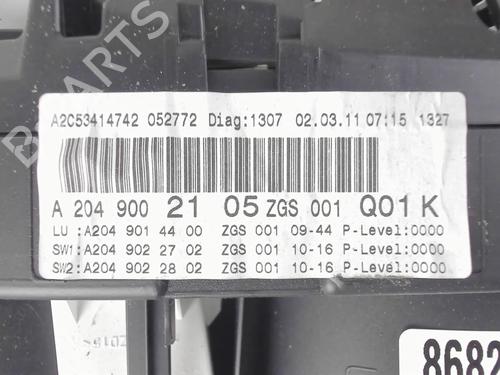 A2C53414742 052772 Diag:1307 02.03.11 07:15 1327
A 204 900 21 05 ZGS 001 Q01 K
LU :A204 901 44 00 ZGS 001 09-44 P-Level:0000
SW1:A204 902 27 02 ZGS 001 10-16 P-Level:0000
SW2:A204 902 28 02 ZGS 001 10-16 P-Level:0000
8682